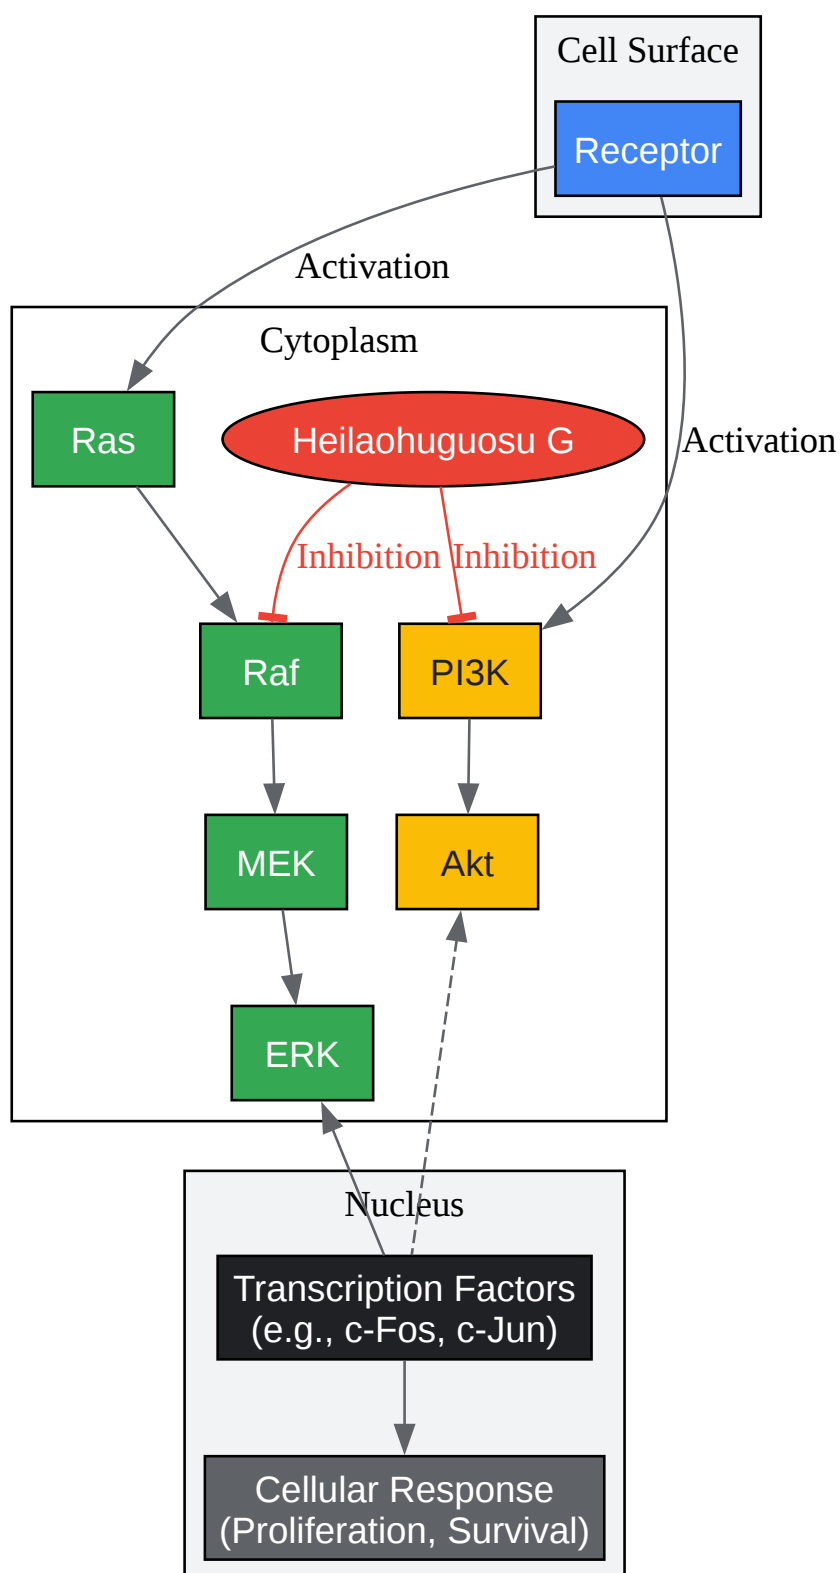 Cell Surface
Receptor
Activation
Cytoplasm
Ras
Heilaohuguosu G
Activation
Inhibition
Inhibition
Raf
PI3K
MEK
Akt
ERK
Nucleus
Transcription Factors
(e.g., c-Fos, c-Jun)
Cellular Response
(Proliferation, Survival)